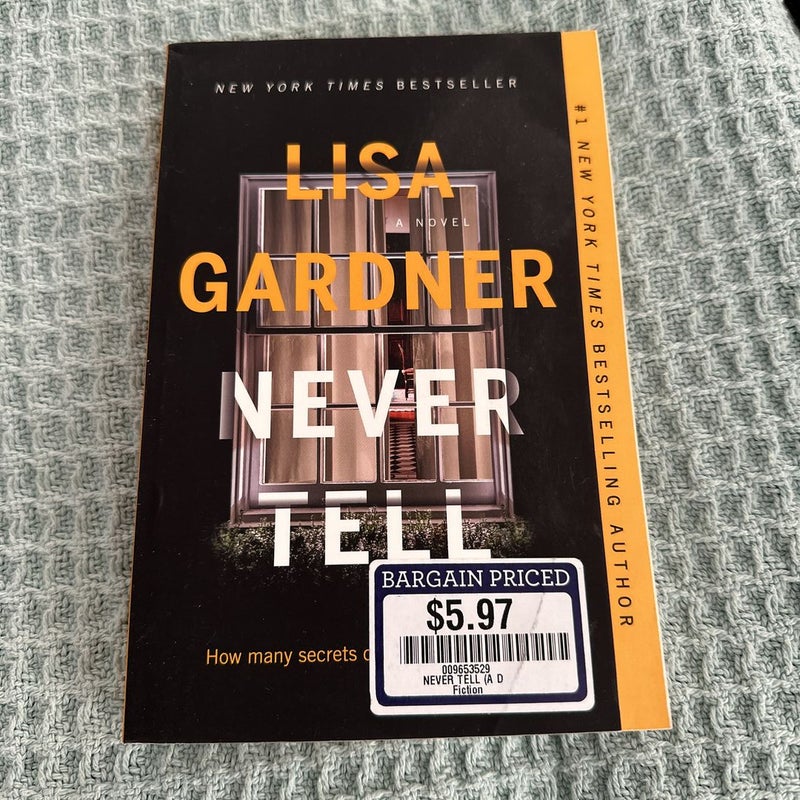 NEW YORK TIMES BESTSELLER
LISA
A NOVEL
GARDNER
NEVER
TELL
How many secrets
BARGAIN PRICED
$5.97
009653529
NEVER TELL (A D
Fiction
#1 NEW YORK TIMES BESTSELLING AUTHOR